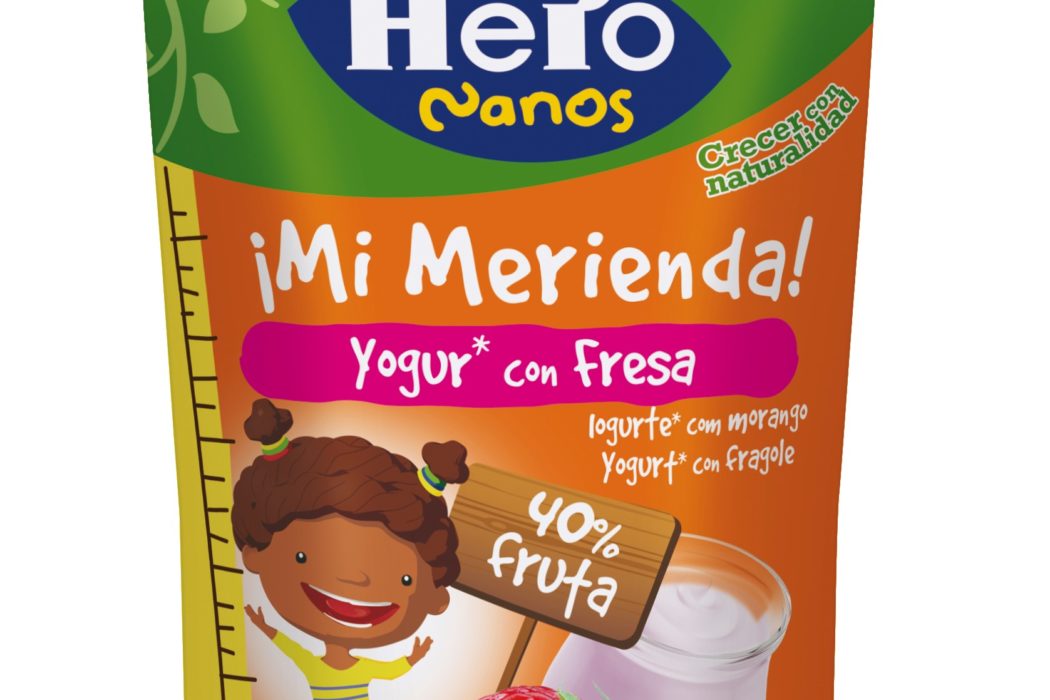 Hero
Nanos
Crecer con
naturalidad
¡Mi Merienda!
Yogur* con Fresa
Iogurte* com morango
Yogurt* con fragole
40%
fruta